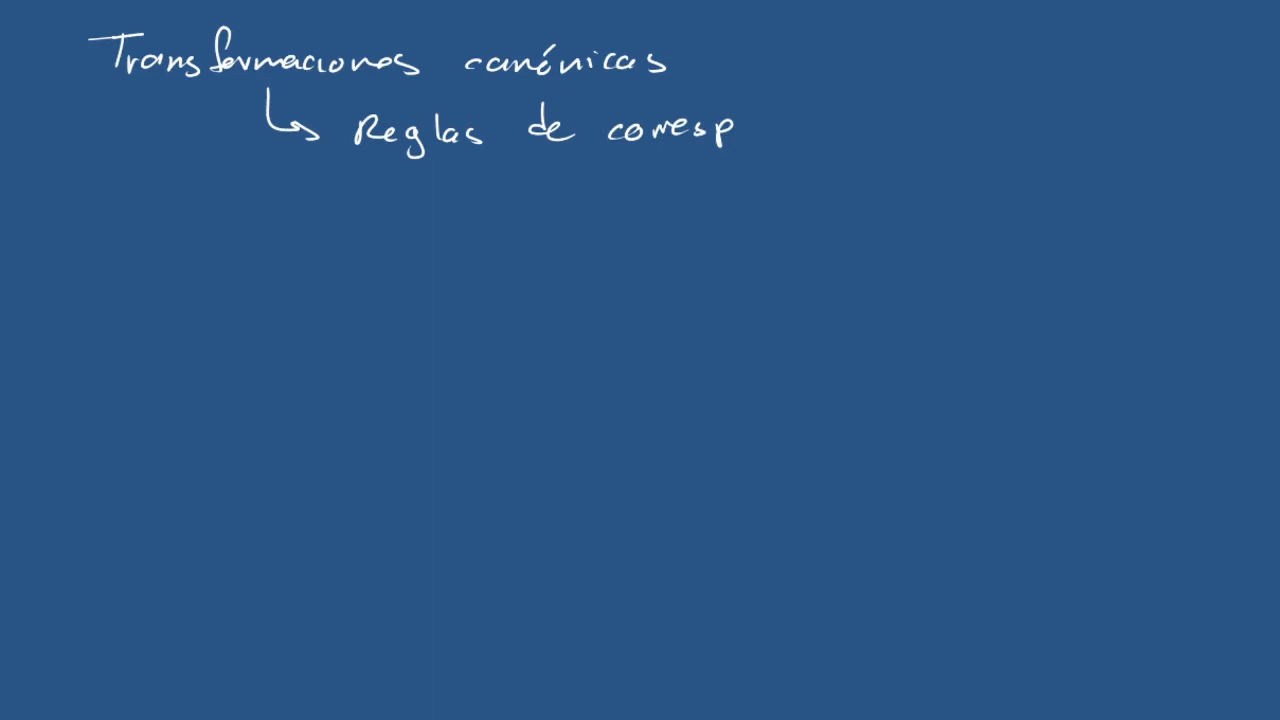 Transformaciones canónicas
↳ Reglas de corresp